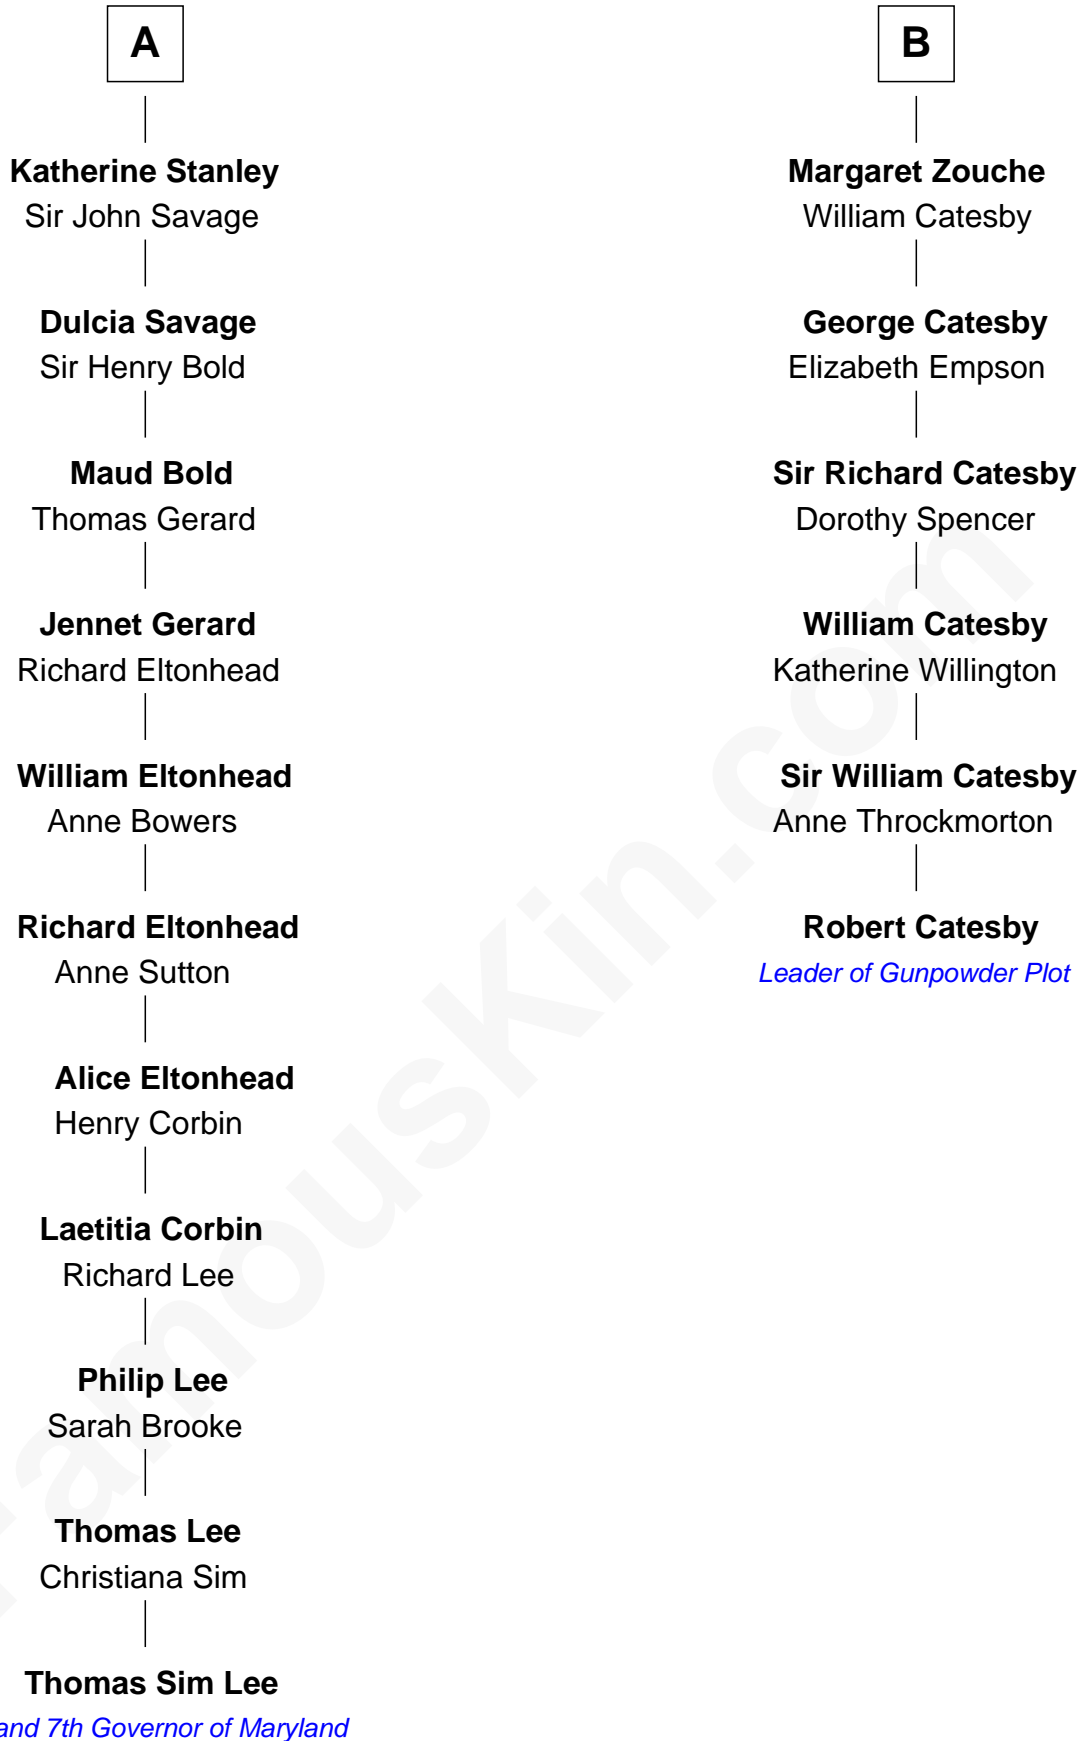 A
Katherine Stanley
Sir John Savage
Dulcia Savage
Sir Henry Bold
Maud Bold
Thomas Gerard
Jennet Gerard
Richard Eltonhead
William Eltonhead
Anne Bowers
Richard Eltonhead
Anne Sutton
Alice Eltonhead
Henry Corbin
Laetitia Corbin
Richard Lee
Philip Lee
Sarah Brooke
Thomas Lee
Christiana Sim
Thomas Sim Lee
and 7th Governor of Maryland
B
Margaret Zouche
William Catesby
George Catesby
Elizabeth Empson
Sir Richard Catesby
Dorothy Spencer
William Catesby
Katherine Willington
Sir William Catesby
Anne Throckmorton
Robert Catesby
Leader of Gunpowder Plot
FamousKin.com